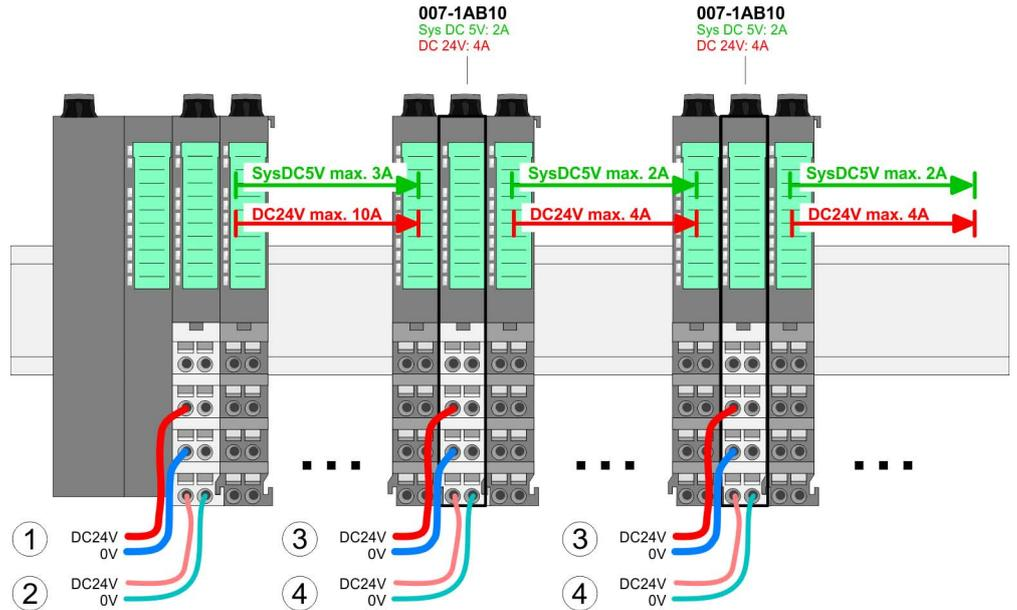 007-1AB10
Sys DC 5V: 2A
DC 24V: 4A
007-1AB10
Sys DC 5V: 2A
DC 24V: 4A
SysDC5V max. 3A
SysDC5V max. 2A
SysDC5V max. 2A
DC24V max. 10A
DC24V max. 4A
DC24V max. 4A
1
DC24V
0V
3
DC24V
0V
3
DC24V
0V
2
DC24V
0V
4
DC24V
0V
4
DC24V
0V